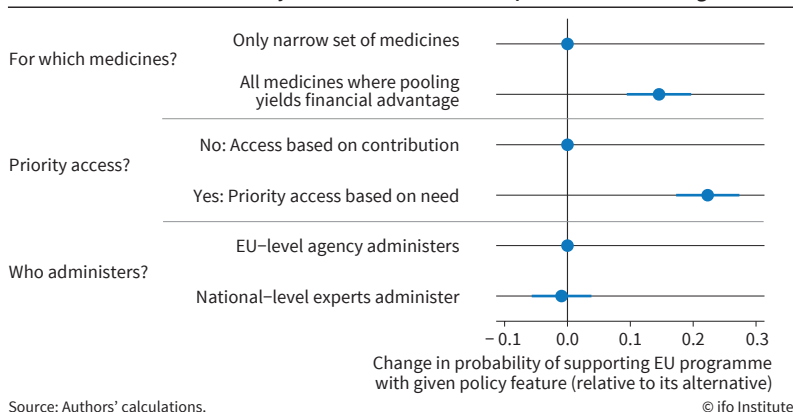 For which medicines?
Only narrow set of medicines
All medicines where pooling
yields financial advantage
Priority access?
No: Access based on contribution
Yes: Priority access based on need
Who administers?
EU−level agency administers
National−level experts administer
− 0.1 0.0 0.1 0.2 0.3
Change in probability of supporting EU programme
with given policy feature (relative to its alternative)
Source: Authors' calculations.
© ifo Institute